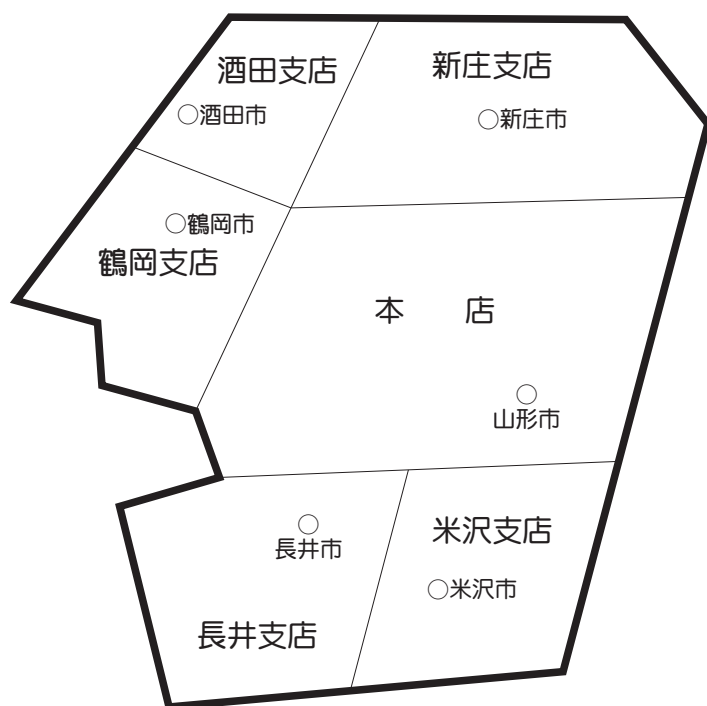 酒田支店
新庄支店
○酒田市
○新庄市
○鶴岡市
鶴岡支店
本　店
○
山形市
○
長井市
米沢支店
○米沢市
長井支店